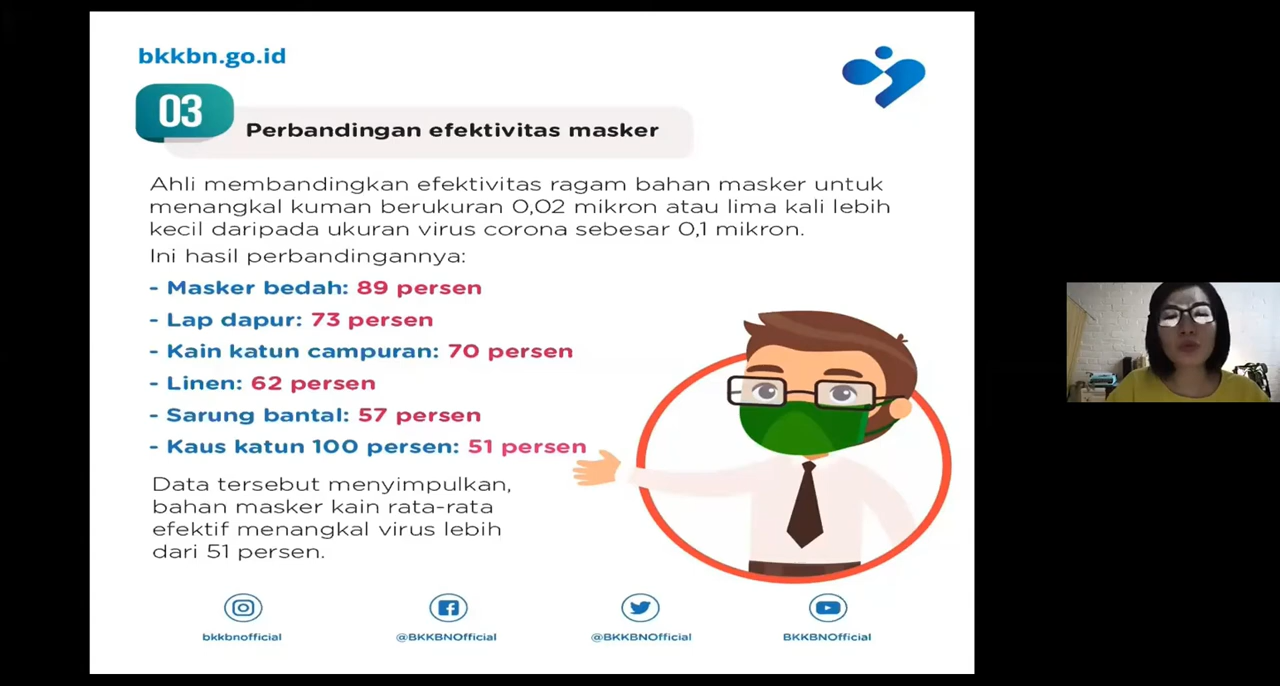 bkkbn.go.id
03
Perbandingan efektivitas masker
Ahli membandingkan efektivitas ragam bahan masker untuk
menangkal kuman berukuran 0,02 mikron atau lima kali lebih
kecil daripada ukuran virus corona sebesar 0,1 mikron.
Ini hasil perbandingannya:
- Masker bedah: 89 persen
- Lap dapur: 73 persen
- Kain katun campuran: 70 persen
- Linen: 62 persen
- Sarung bantal: 57 persen
- Kaus katun 100 persen: 51 persen
Data tersebut menyimpulkan,
bahan masker kain rata-rata
efektif menangkal virus lebih
dari 51 persen.
bkkbnofficial
@BKKBNOfficial
@BKKBNOfficial
BKKBNOfficial